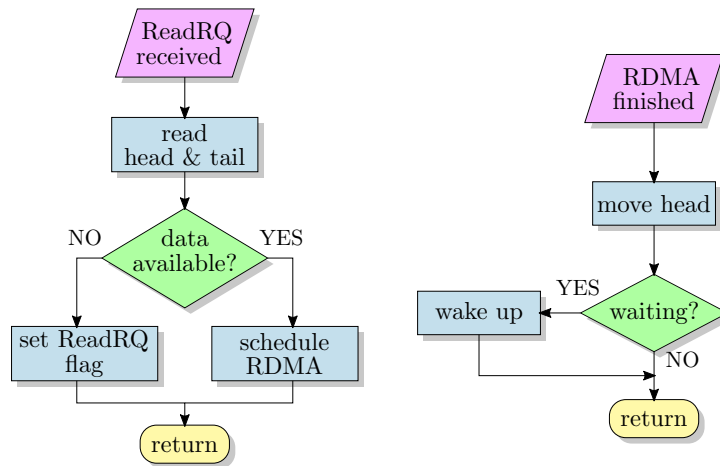 ReadRQ
received
read
head & tail
NO
YES
data
available?
set ReadRQ
flag
schedule
RDMA
return
RDMA
finished
move head
YES
waiting?
wake up
NO
return